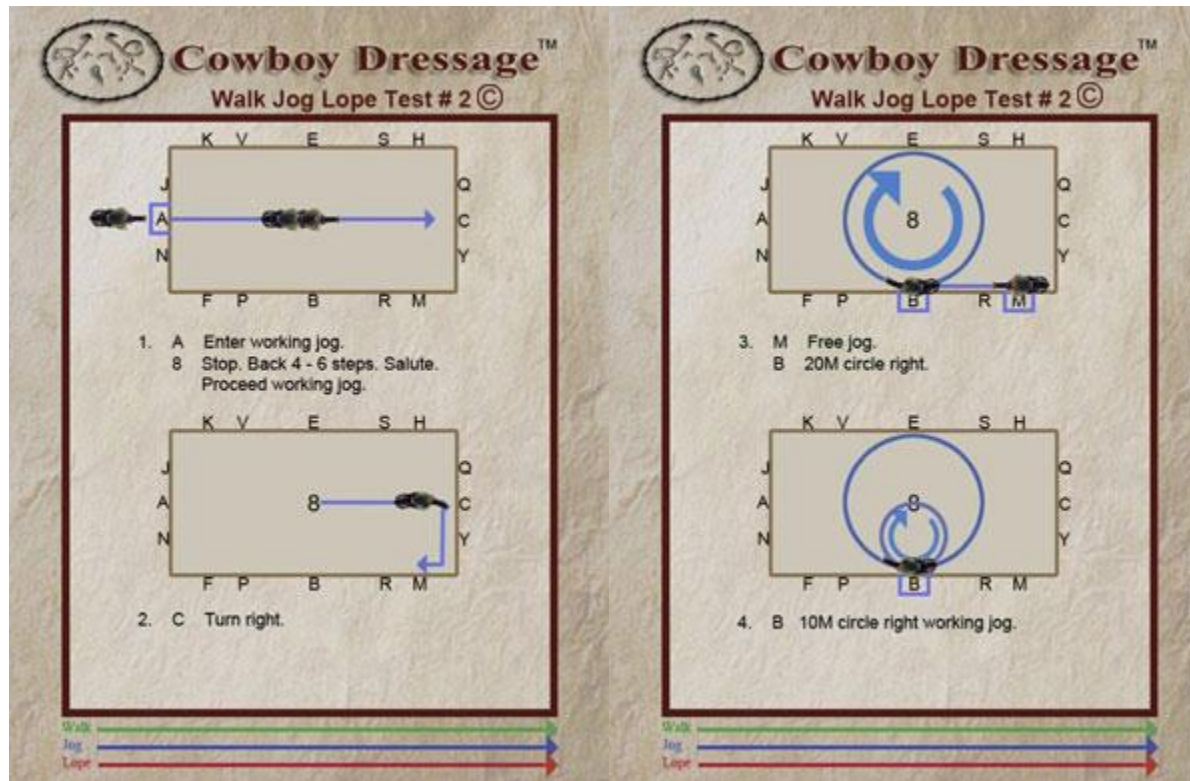 Cowboy Dressage™
Walk Jog Lope Test # 2 ©
K V E S H
J Q
A C
N Y
F P B R M
1. A Enter working jog.
8 Stop. Back 4 - 6 steps. Salute.
Proceed working jog.
K V E S H
J Q
A 8 C
N Y
F P B R M
2. C Turn right.
Walk
Jog
Lope
Cowboy Dressage™
Walk Jog Lope Test # 2 ©
K V E S H
J Q
A 8 C
N Y
F P B R M
3. M Free jog.
B 20M circle right.
K V E S H
J Q
A 8 C
N Y
F P B R M
4. B 10M circle right working jog.
Walk
Jog
Lope